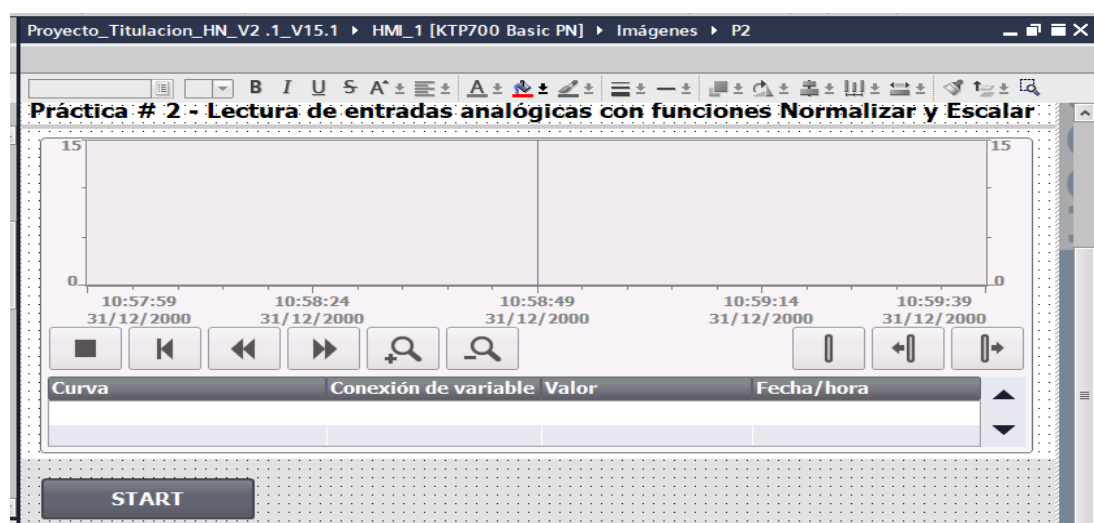 Proyecto_Titulacion_HN_V2 .1_V15.1 ▸ HMI_1 [KTP700 Basic PN] ▸ Imágenes ▸ P2
B I U S A A
Práctica # 2 - Lectura de entradas analógicas con funciones Normalizar y Escalar
15 15
0 0
10:57:59 10:58:24 10:58:49 10:59:14 10:59:39
31/12/2000 31/12/2000 31/12/2000 31/12/2000 31/12/2000
Curva Conexión de variable Valor Fecha/hora
START